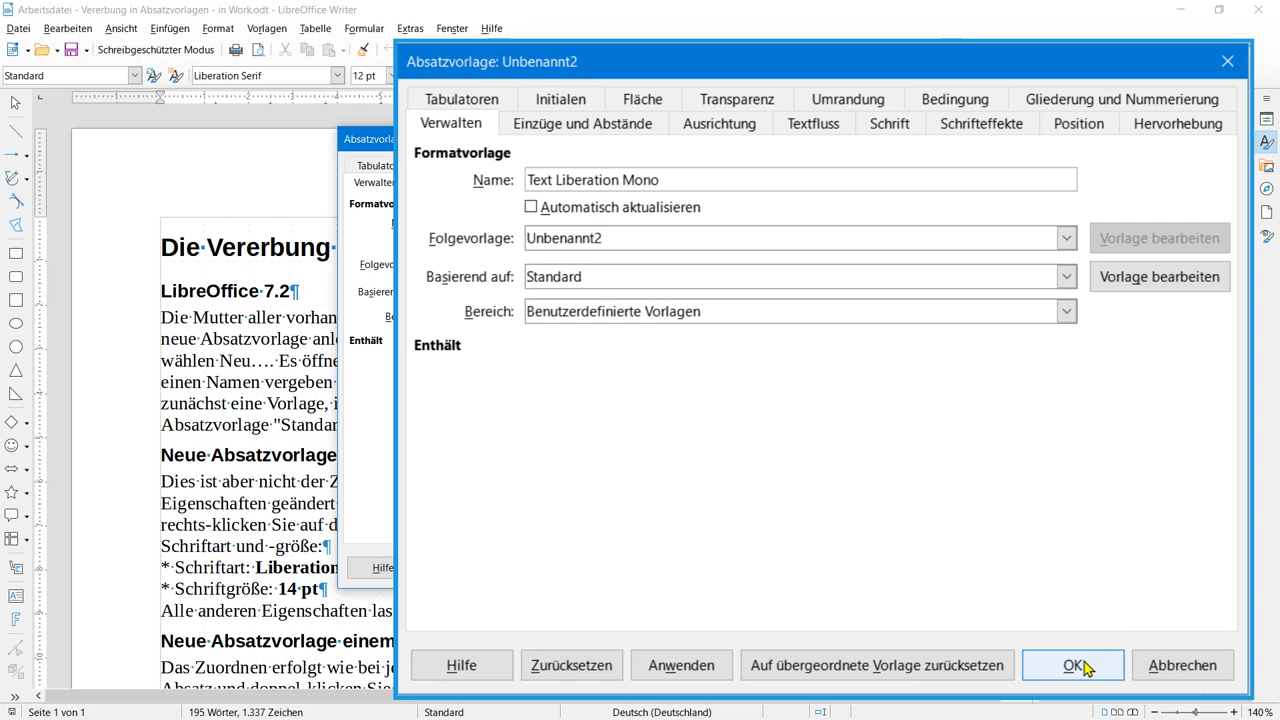 Arbeitsdatei - Vererbung in Absatzvorlagen - in Work.odt - LibreOffice Writer
Datei Bearbeiten Ansicht Einfügen Format Vorlagen Tabelle Formular Extras Fenster Hilfe
Schreibgeschützter Modus
Standard Liberation Serif 12 pt
Absatzvorlage: Unbenannt2
Tabulatoren Initialen Fläche Transparenz Umrandung Bedingung Gliederung und Nummerierung
Verwalten Einzüge und Abstände Ausrichtung Textfluss Schrift Schrifteffekte Position Hervorhebung
Formatvorlage
Name: Text Liberation Mono
Automatisch aktualisieren
Folgevorlage: Unbenannt2 Vorlage bearbeiten
Basierend auf: Standard Vorlage bearbeiten
Bereich: Benutzerdefinierte Vorlagen
Enthält
Hilfe Zurücksetzen Anwenden Auf übergeordnete Vorlage zurücksetzen OK Abbrechen
Enthält
Hilfe
Die·Vererbung·
LibreOffice·7.2¶
Die·Mutter·aller·
neue·Absatzvorlage·
wählen·Neu….·Es·
einen·Namen·vergeben·
zunächst·eine·Vorlage,·
Absatzvorlage·
Neue·Absatzvorlage
Dies·ist·aber·nicht·der·
Eigenschaften·geändert
rechts-klicken·Sie·auf·
Schriftart·und·-größe:¶
*·Schriftart:·Liberation
*·Schriftgröße:·14·pt¶
Alle·anderen·Eigenschaften·
Neue·Absatzvorlage·einem
Das·Zuordnen·erfolgt·wie·bei·
Absatz·und·doppel-klicken·Sie·
Seite 1 von 1 195 Wörter, 1.337 Zeichen Standard Deutsch (Deutschland) 140%